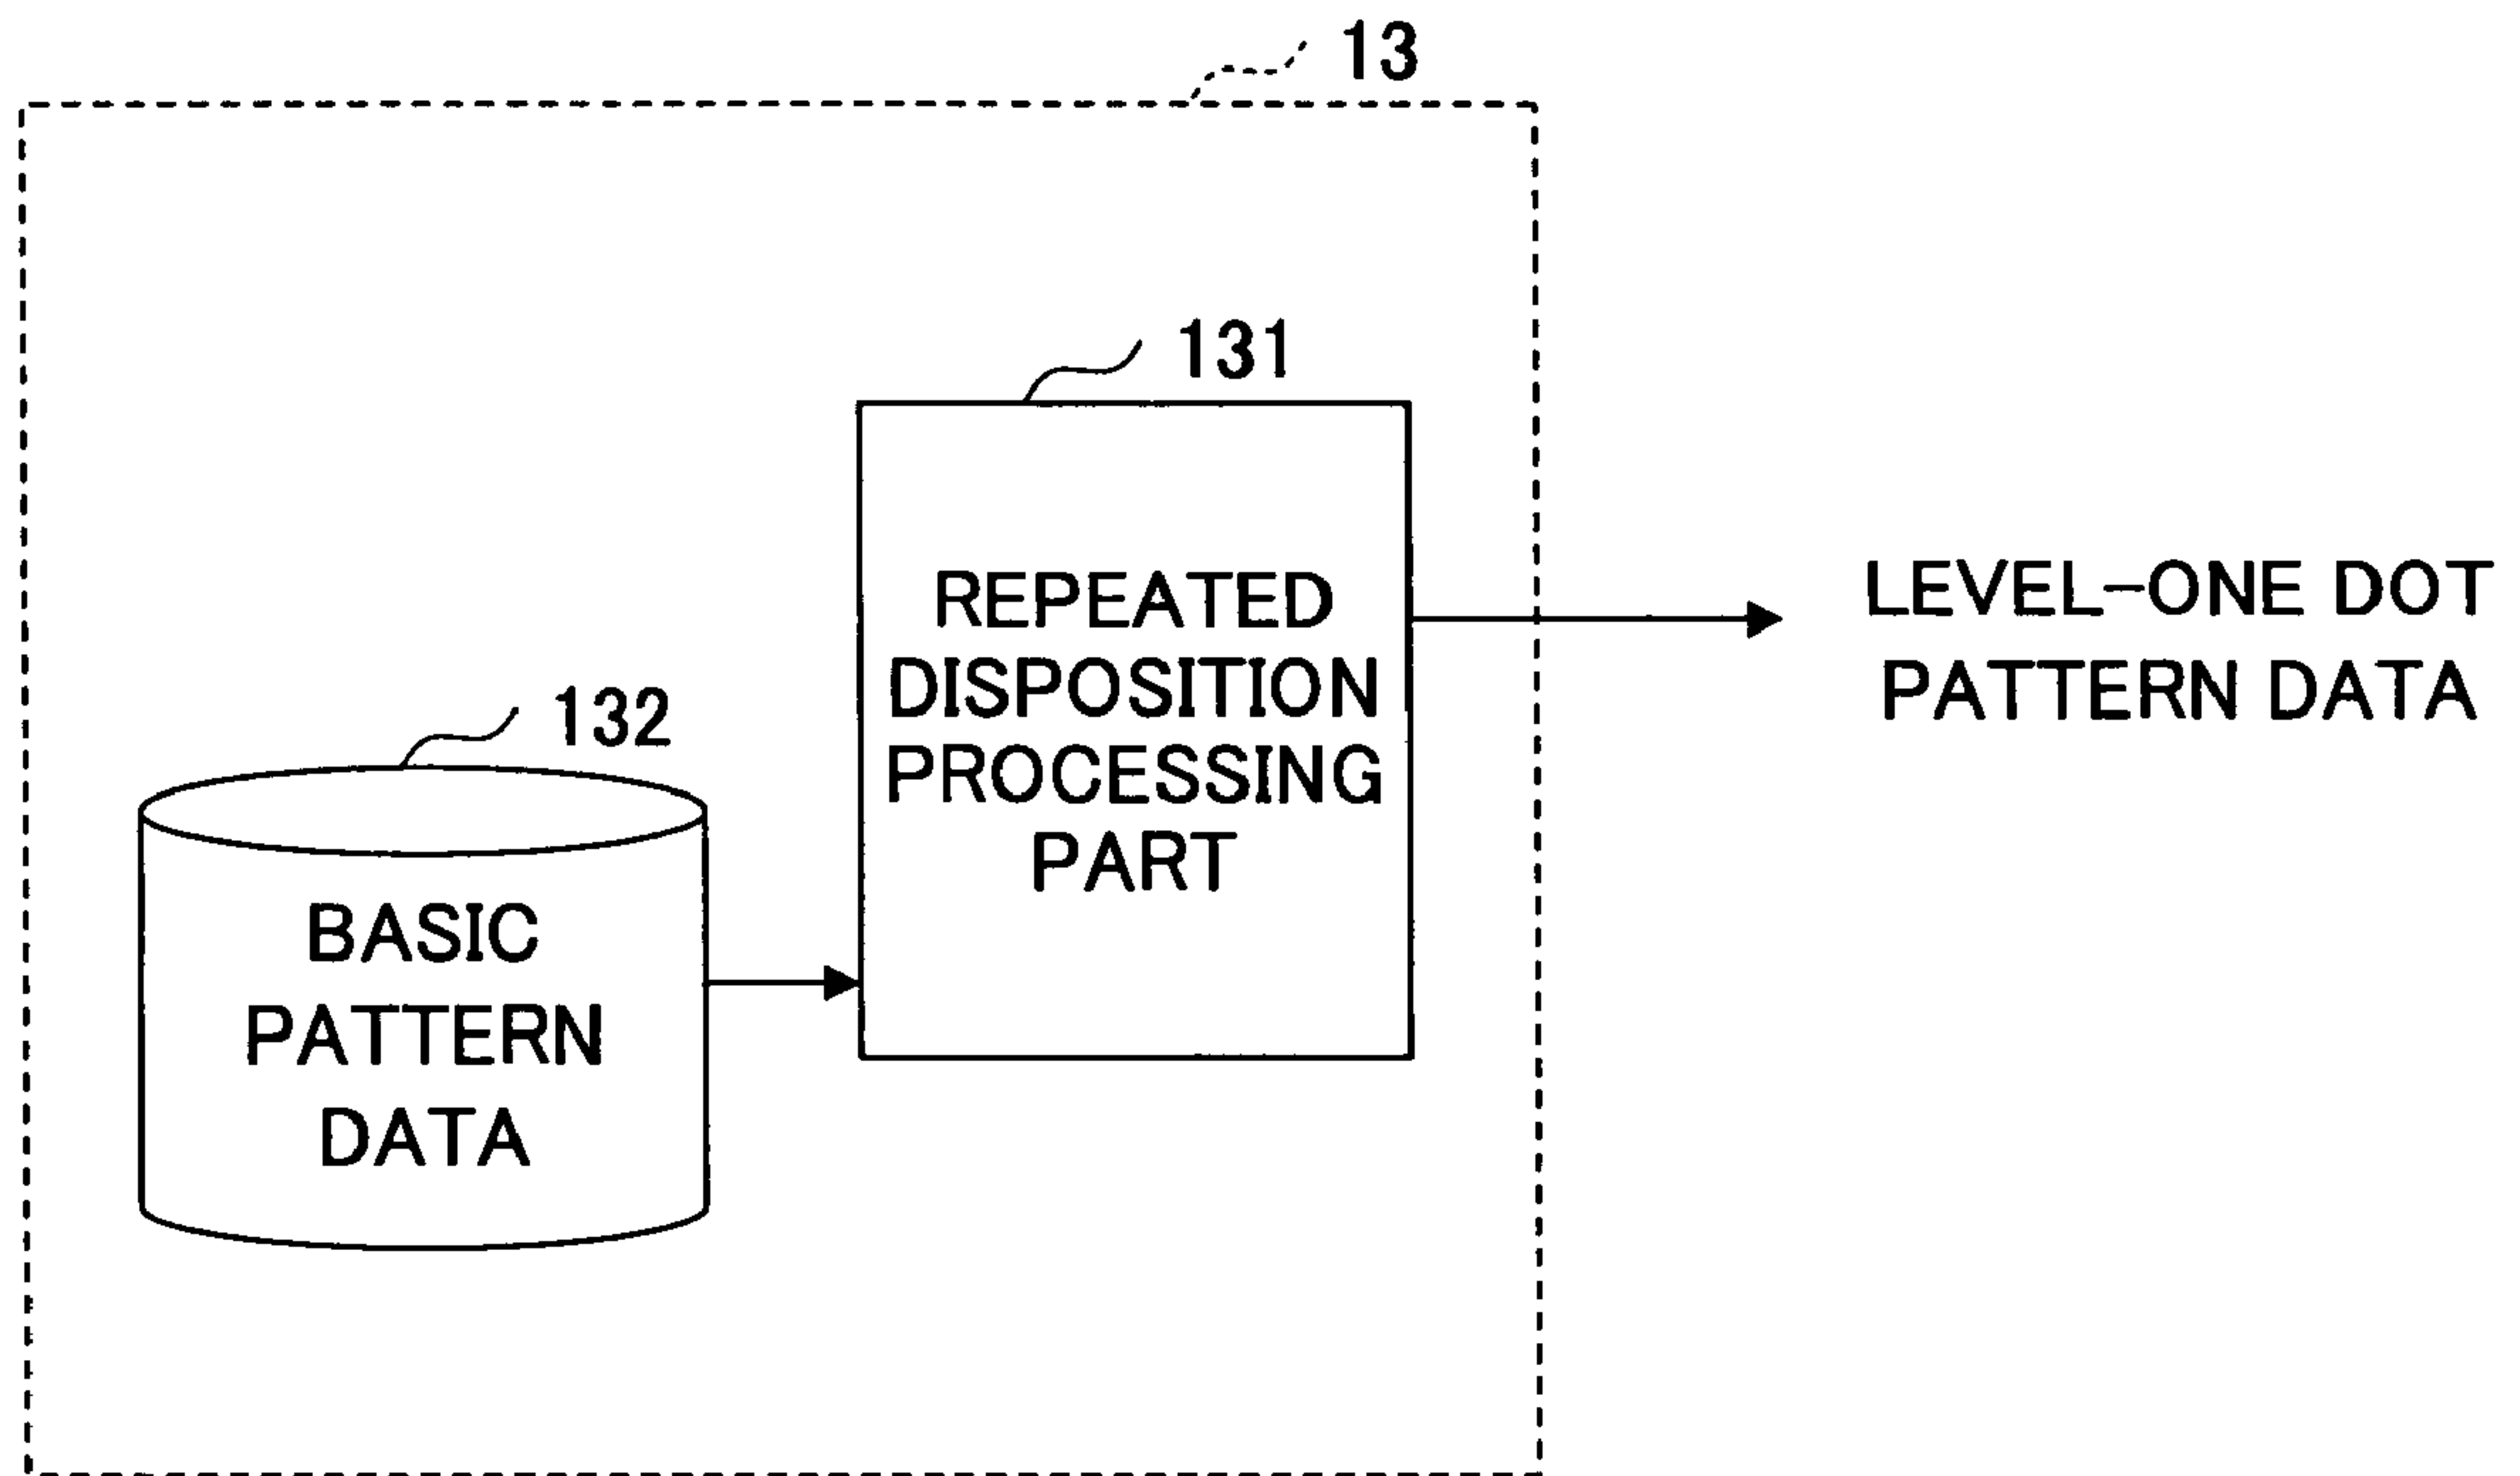 13
131
REPEATED
DISPOSITION
PROCESSING
PART
LEVEL-ONE DOT
PATTERN DATA
132
BASIC
PATTERN
DATA